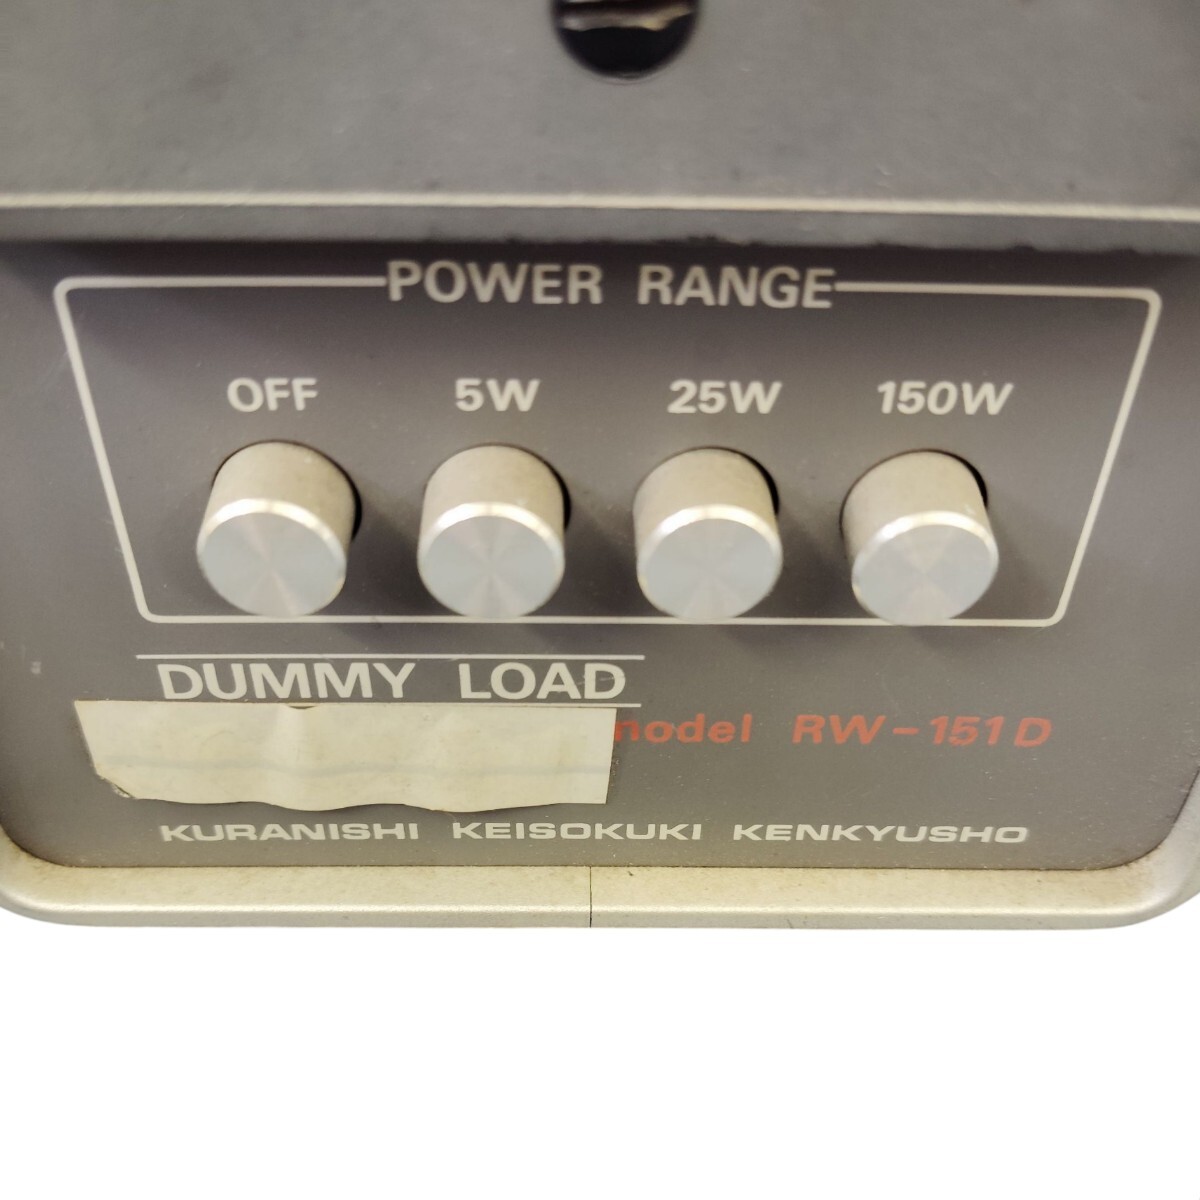 POWER RANGE
OFF 5W 25W 150W
DUMMY LOAD
model RW-151D
KURANISHI KEISOKUKI KENKYUSHO